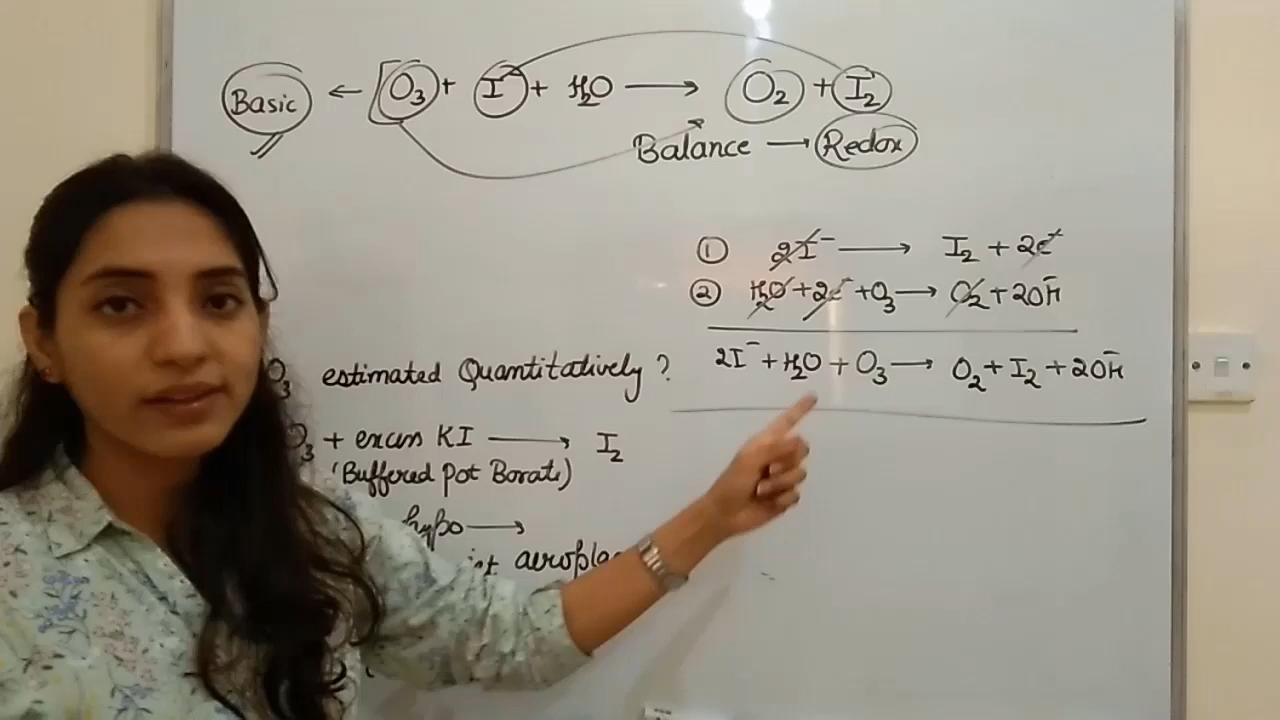 Basic ← [O₃ + I⁻ + H₂O ⟶ O₂ + I₂
Balance → Redox
① 2I⁻ ⟶ I₂ + 2e⁻
② H₂O + 2e⁻ + O₃ ⟶ O₂ + 2OH⁻
2I⁻ + H₂O + O₃ ⟶ O₂ + I₂ + 2OH⁻
O₃ estimated Quantitatively ?
O₃ + excess KI ⟶ I₂
(Buffered Pot Borate)
hypo ⟶